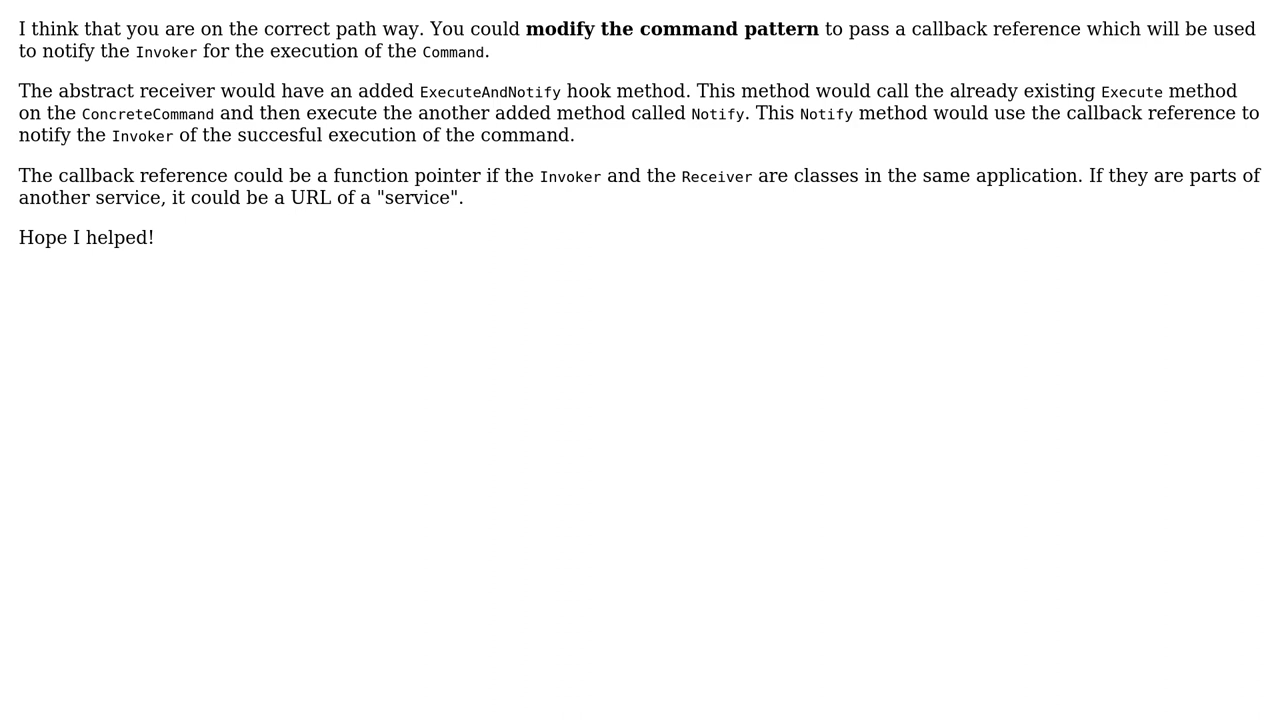 I think that you are on the correct path way. You could modify the command pattern to pass a callback reference which will be used
to notify the Invoker for the execution of the Command.
The abstract receiver would have an added ExecuteAndNotify hook method. This method would call the already existing Execute method
on the ConcreteCommand and then execute the another added method called Notify. This Notify method would use the callback reference to
notify the Invoker of the succesful execution of the command.
The callback reference could be a function pointer if the Invoker and the Receiver are classes in the same application. If they are parts of
another service, it could be a URL of a "service".
Hope I helped!